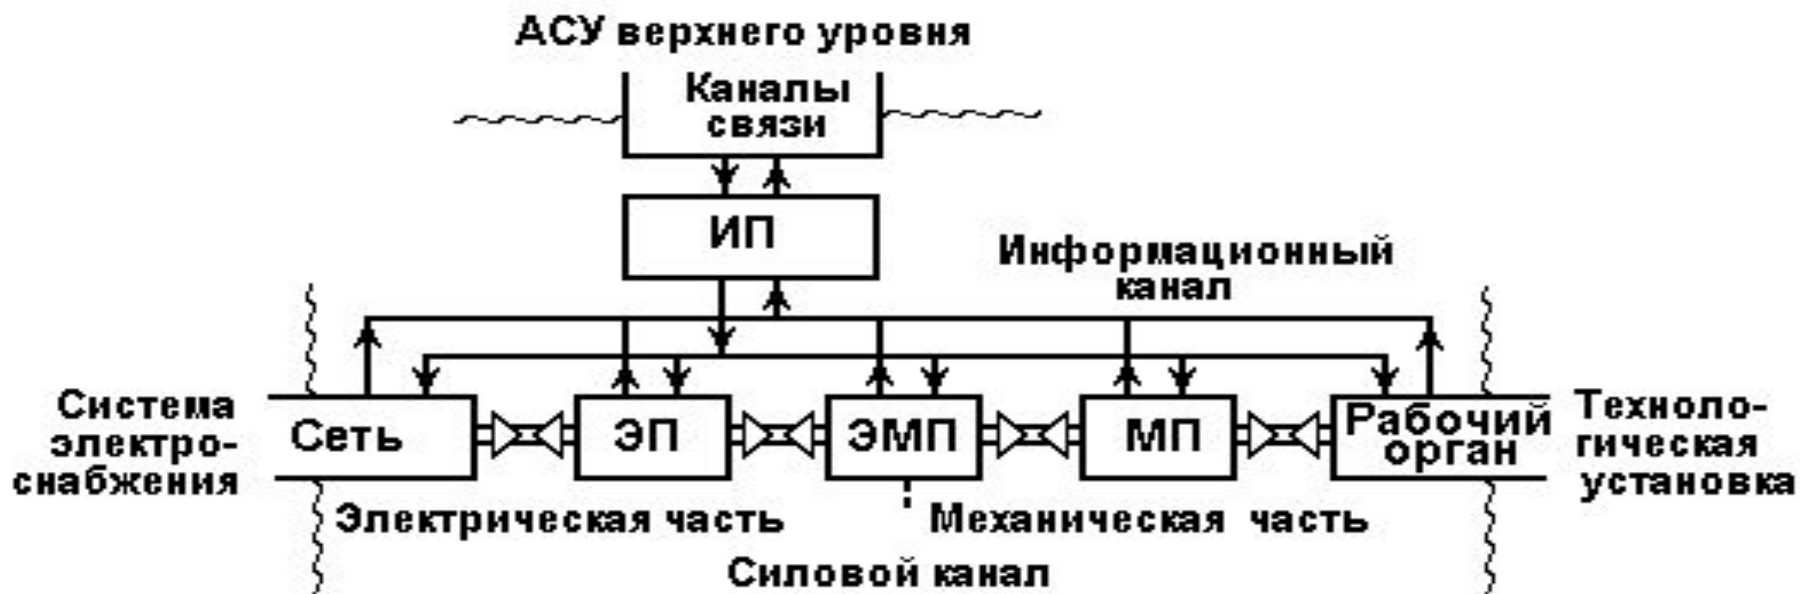 АСУ верхнего уровня
Каналы
связи
ИП
Информационный
канал
Система
электро-
снабжения
Сеть
ЭП
ЭМП
МП
Рабочий
орган
Техноло-
гическая
установка
Электрическая часть
Механическая часть
Силовой канал